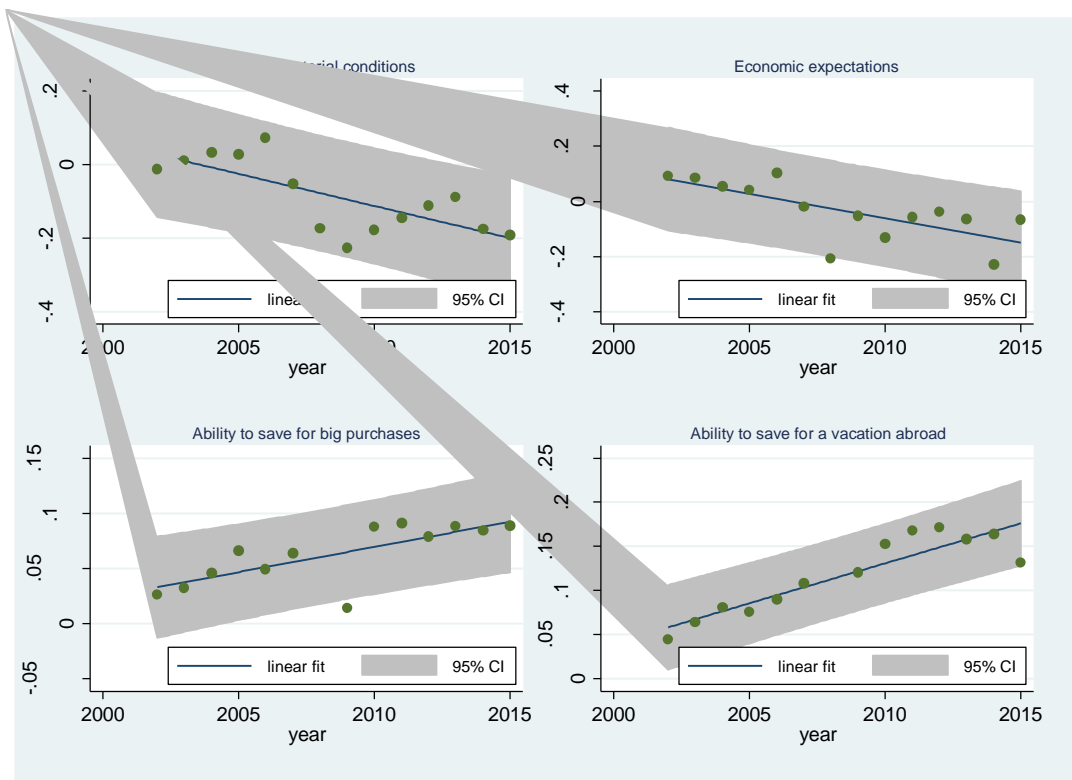 conditions
.2
0
-.2
-.4
linear fit
95% CI
2000
2005
2015
year
Economic expectations
.4
.2
0
-.2
-.4
linear fit
95% CI
2000
2005
2010
2015
year
Ability to save for big purchases
.15
.1
.05
0
-.05
linear fit
95% CI
2000
2005
2010
2015
year
Ability to save for a vacation abroad
.25
.2
.15
.1
.05
0
linear fit
95% CI
2000
2005
2010
2015
year